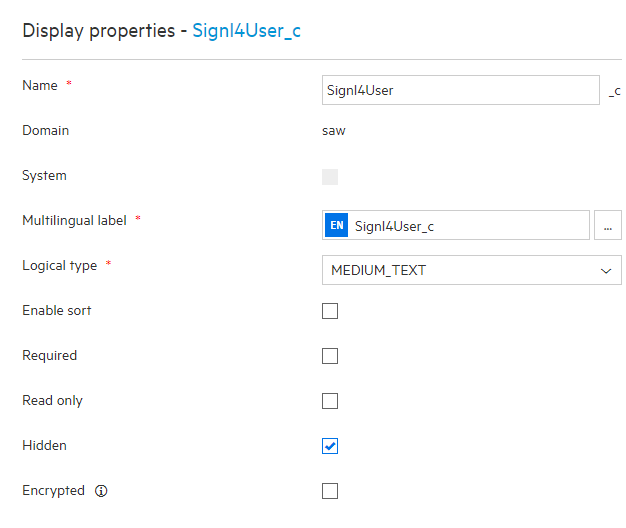 Display properties - Signl4User_c
Name *
Signl4User _c
Domain
saw
System
Multilingual label *
EN Signl4User_c ...
Logical type *
MEDIUM_TEXT
Enable sort
Required
Read only
Hidden
Encrypted